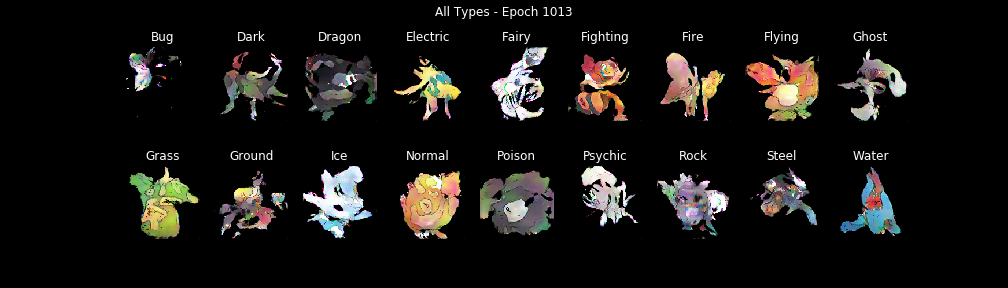 All Types - Epoch 1013
Bug Dark Dragon Electric Fairy Fighting Fire Flying Ghost
Grass Ground Ice Normal Poison Psychic Rock Steel Water